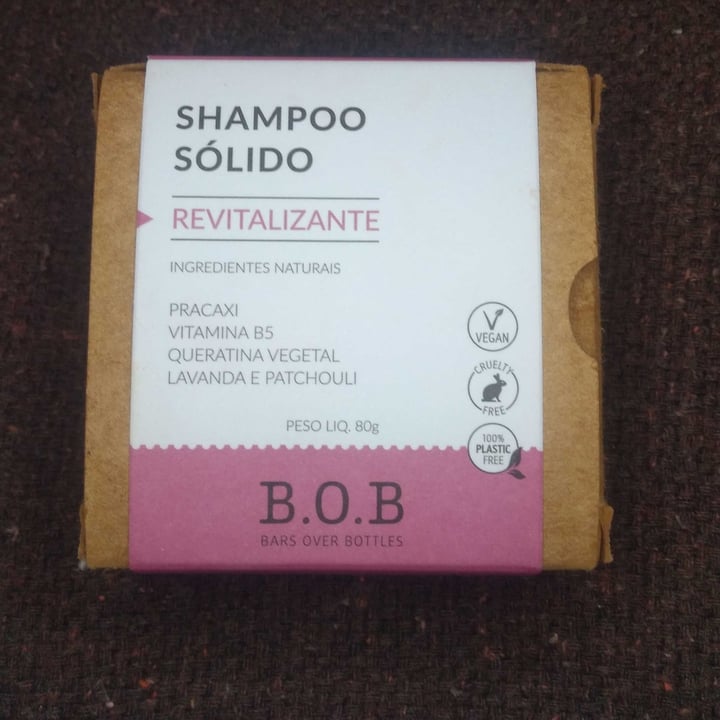 SHAMPOO
SÓLIDO
REVITALIZANTE
INGREDIENTES NATURAIS
PRACAXI
VITAMINA B5
QUERATINA VEGETAL
LAVANDA E PATCHOULI
PESO LIQ. 80g
V
VEGAN
CRUELTY
FREE
100%
PLASTIC
FREE
B.O.B
BARS OVER BOTTLES